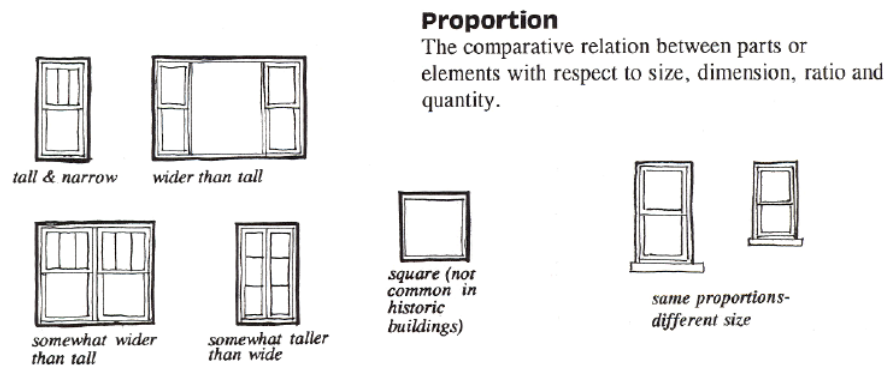 Proportion
The comparative relation between parts or
elements with respect to size, dimension, ratio and
quantity.
tall & narrow
wider than tall
somewhat wider
than tall
somewhat taller
than wide
square (not
common in
historic
buildings)
same proportions-
different size